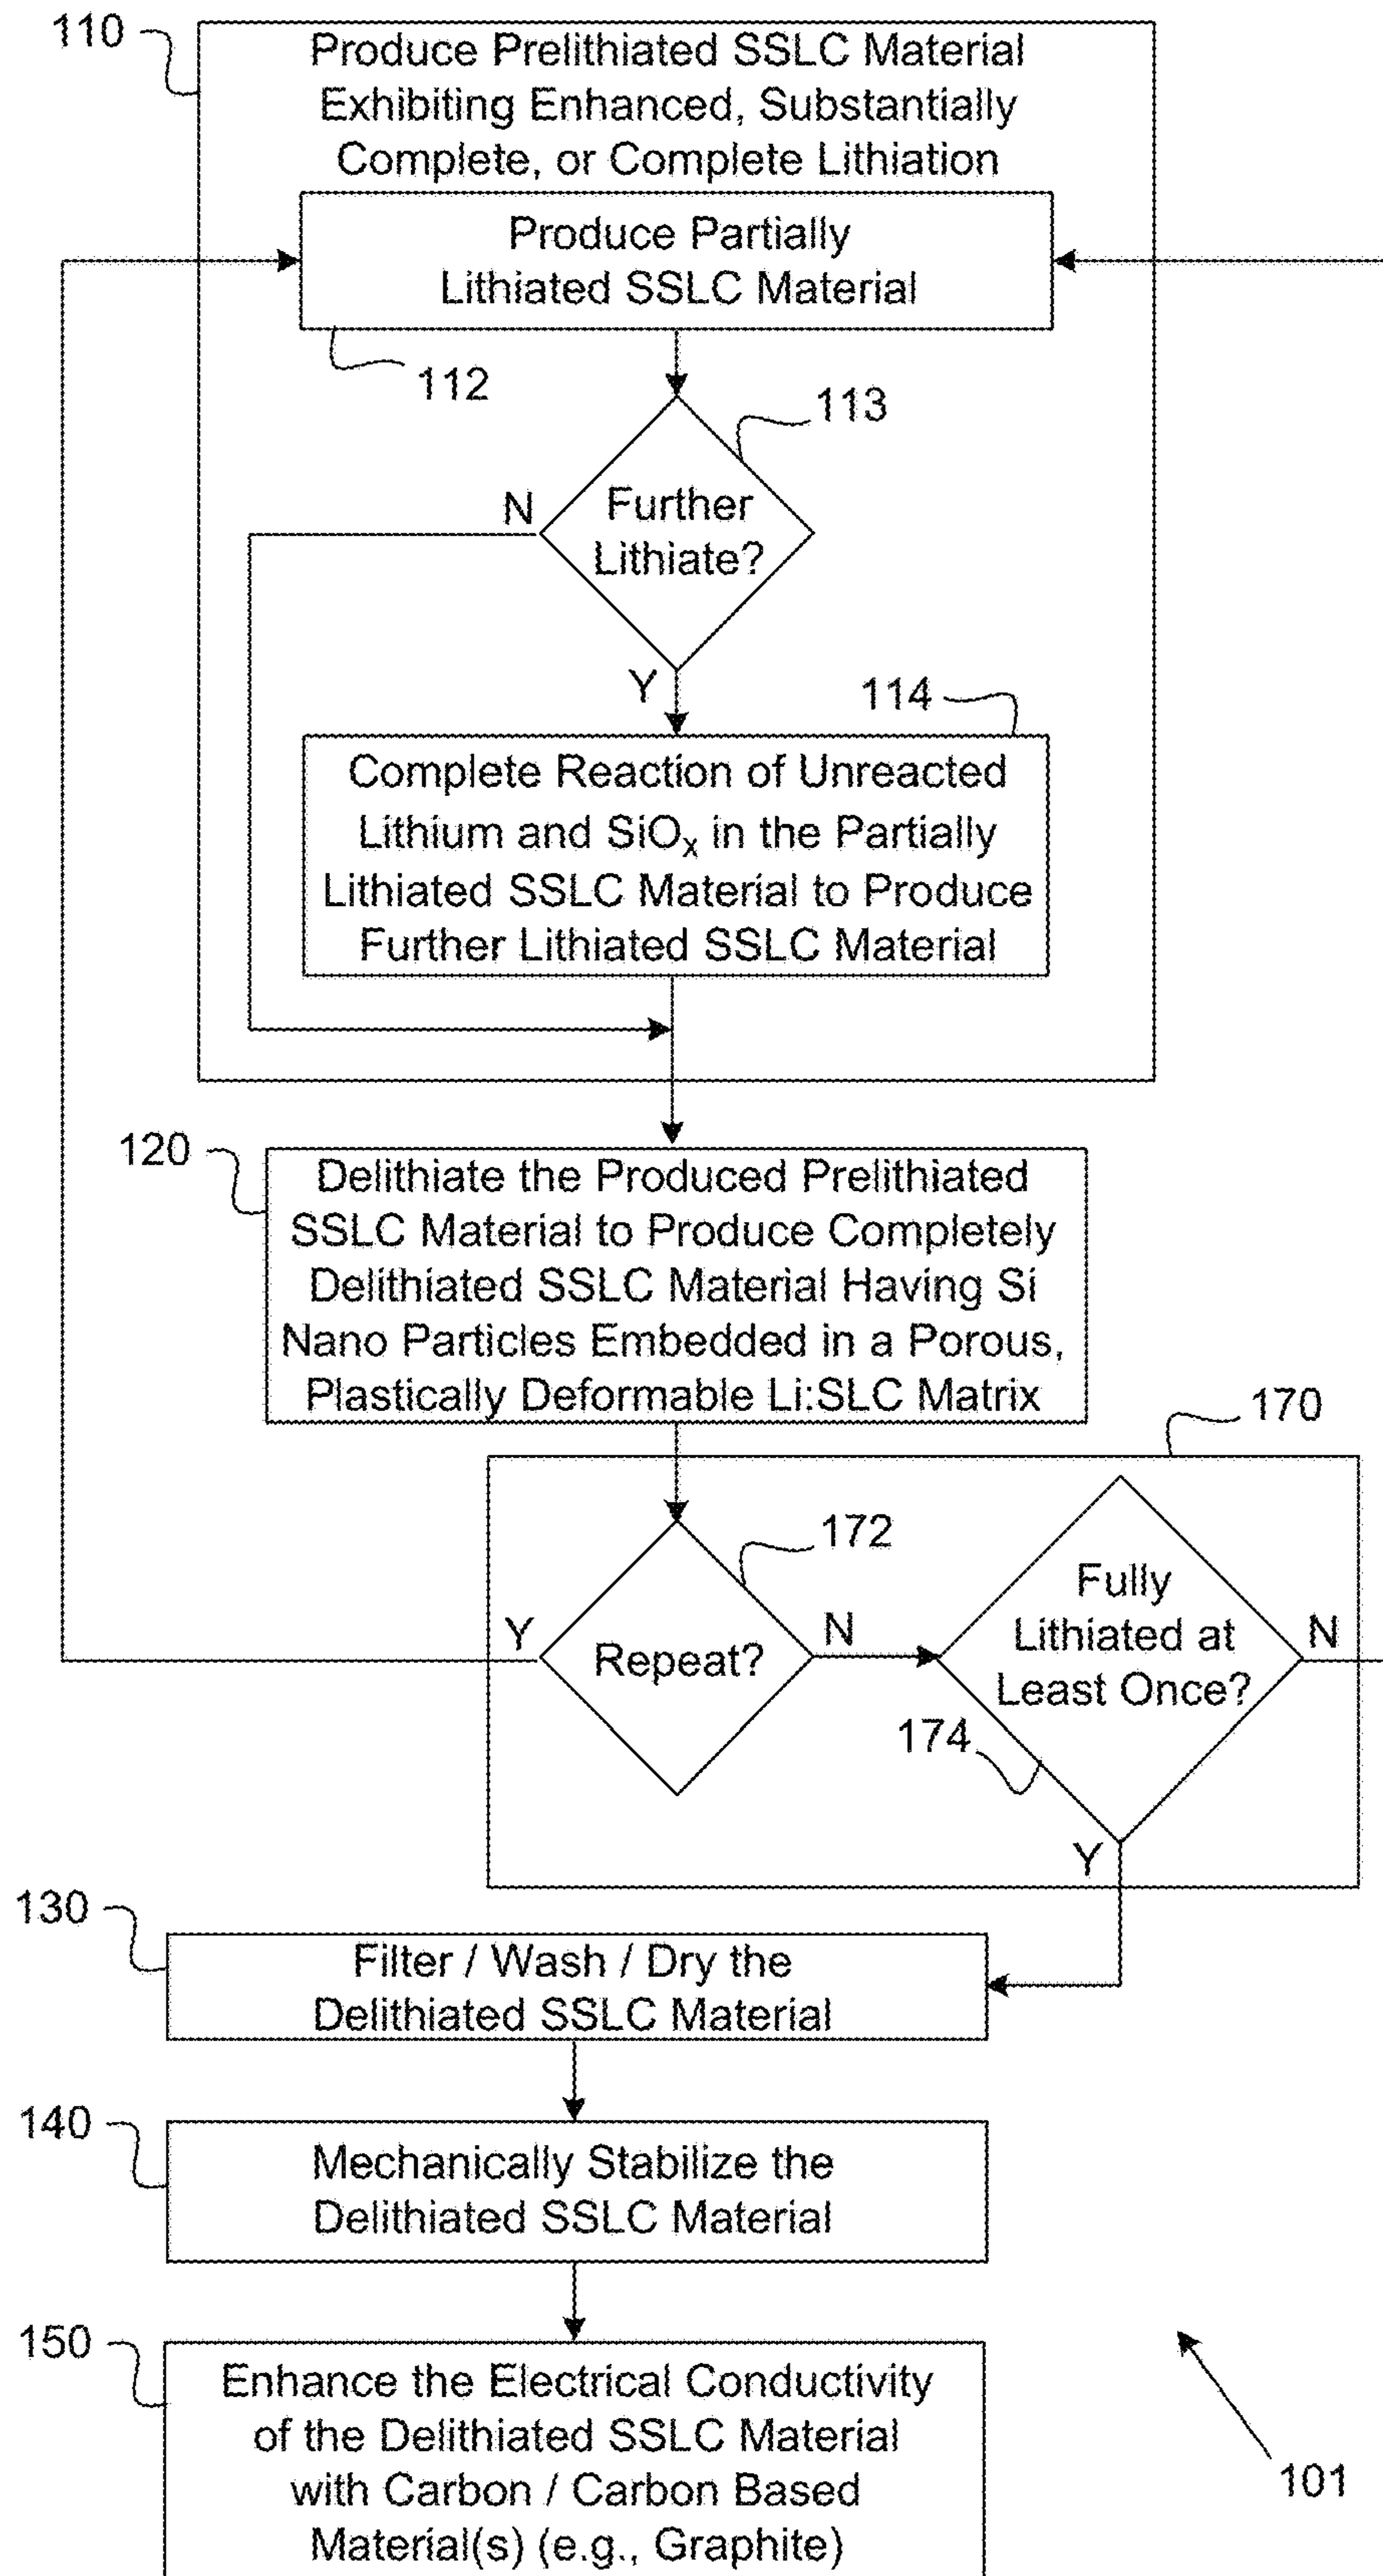 110
Produce Prelithiated SSLC Material
Exhibiting Enhanced, Substantially
Complete, or Complete Lithiation
Produce Partially
Lithiated SSLC Material
112
113
Further
Lithiate?
N
Y
114
Complete Reaction of Unreacted
Lithium and SiOₓ in the Partially
Lithiated SSLC Material to Produce
Further Lithiated SSLC Material
120
Delithiate the Produced Prelithiated
SSLC Material to Produce Completely
Delithiated SSLC Material Having Si
Nano Particles Embedded in a Porous,
Plastically Deformable Li:SLC Matrix
170
172
Y
Repeat?
N
Fully
Lithiated at
Least Once?
N
174
Y
130
Filter / Wash / Dry the
Delithiated SSLC Material
140
Mechanically Stabilize the
Delithiated SSLC Material
150
Enhance the Electrical Conductivity
of the Delithiated SSLC Material
with Carbon / Carbon Based
Material(s) (e.g., Graphite)
101